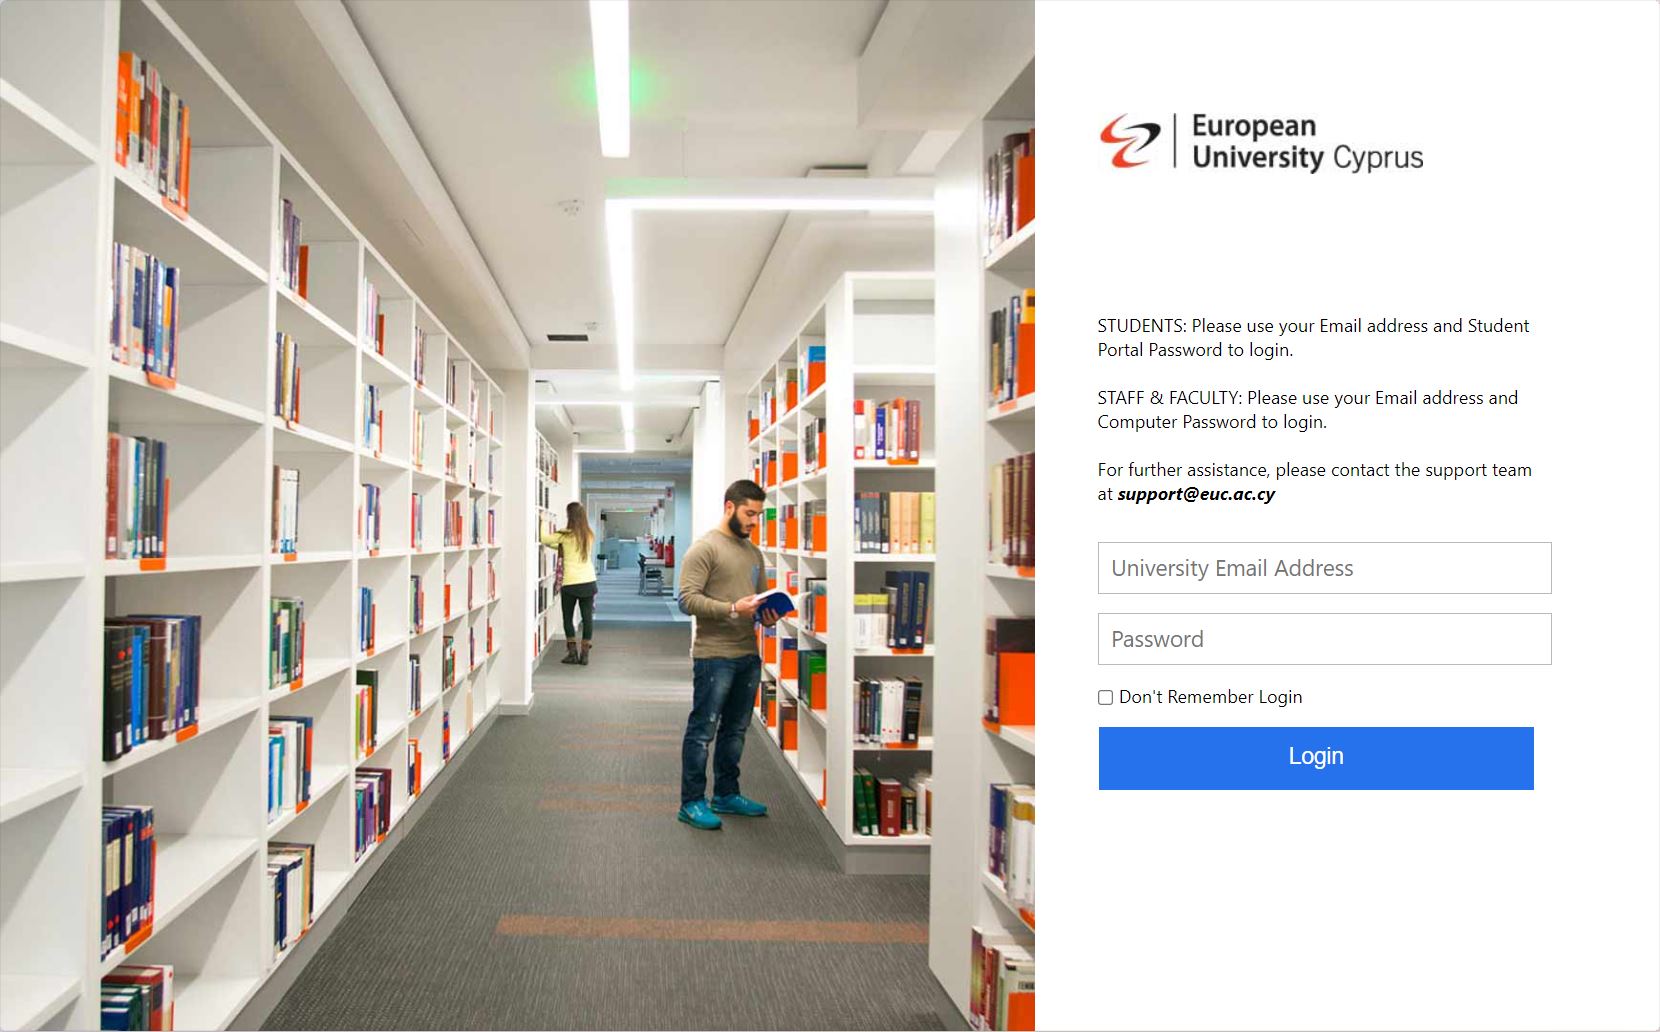 European
University Cyprus
STUDENTS: Please use your Email address and Student
Portal Password to login.
STAFF & FACULTY: Please use your Email address and
Computer Password to login.
For further assistance, please contact the support team
at support@euc.ac.cy
University Email Address
Password
Don't Remember Login
Login